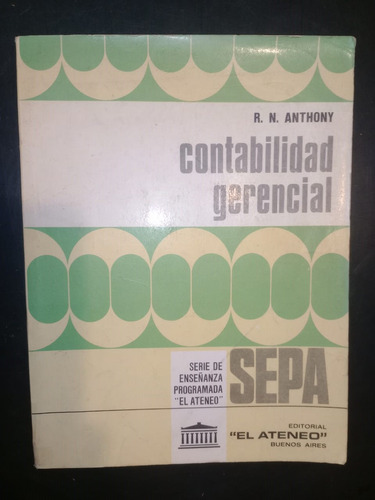 R. N. ANTHONY
contabilidad
gerencial
SERIE DE
ENSEÑANZA
PROGRAMADA
"EL ATENEO"
SEPA
EDITORIAL
"EL ATENEO"
BUENOS AIRES